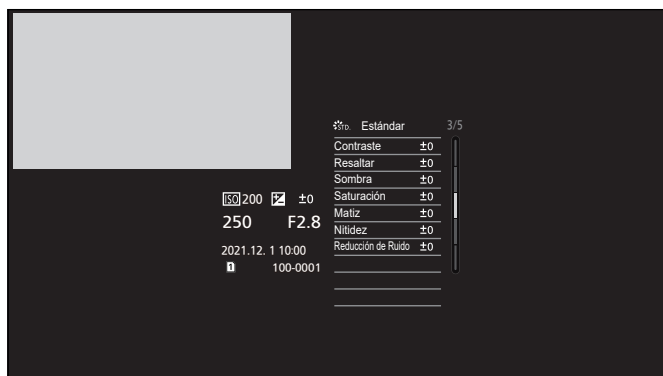 STD. Estándar 3/5
Contraste ±0
Resaltar ±0
Sombra ±0
Saturación ±0
Matiz ±0
Nitidez ±0
Reducción de Ruido ±0
ISO 200 ±0
250 F2.8
2021.12. 1 10:00
1 100-0001